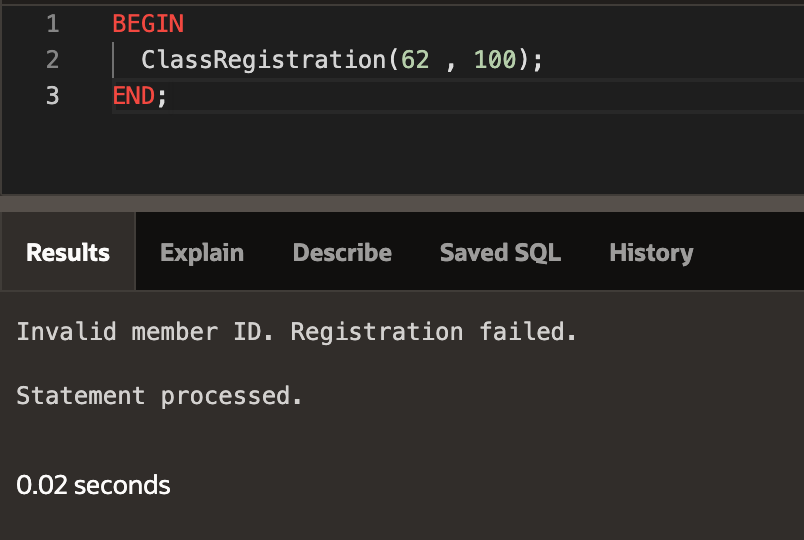 1 BEGIN
2 ClassRegistration(62 , 100);
3 END;
Results Explain Describe Saved SQL History
Invalid member ID. Registration failed.
Statement processed.
0.02 seconds